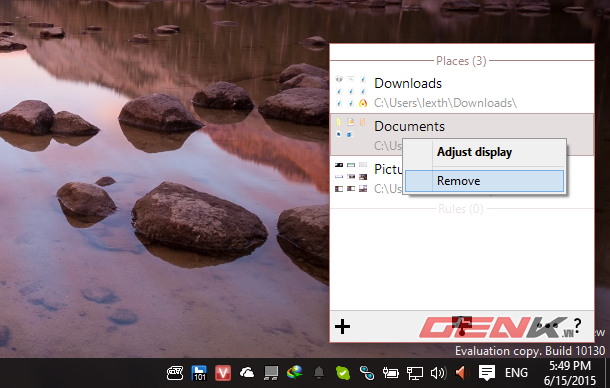 Places (3)
Downloads
C:\Users\lexth\Downloads\
Documents
C:\Us
Adjust display
Pictu
C:\Us
Remove
Rules (0)
GENK.VN
?
Evaluation copy. Build 10130
101
ENG
5:49 PM
6/15/2015